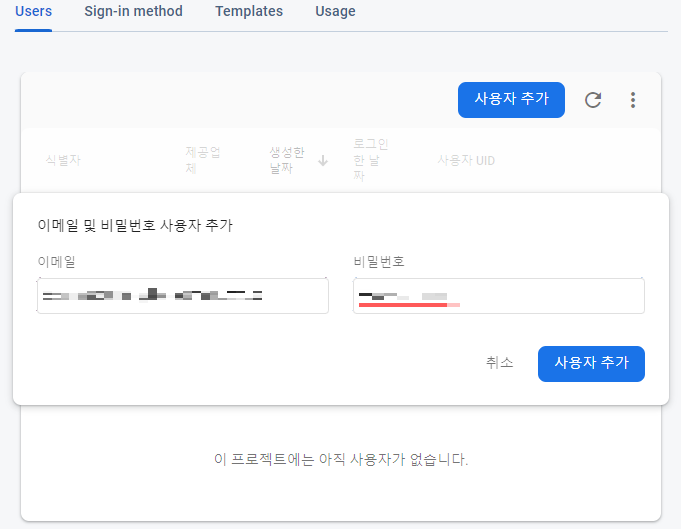 Users Sign-in method Templates Usage
사용자 추가
식별자
제공업
체
생성한
날짜
로그인
한 날
짜
사용자 UID
이메일 및 비밀번호 사용자 추가
이메일 비밀번호
취소 사용자 추가
이 프로젝트에는 아직 사용자가 없습니다.